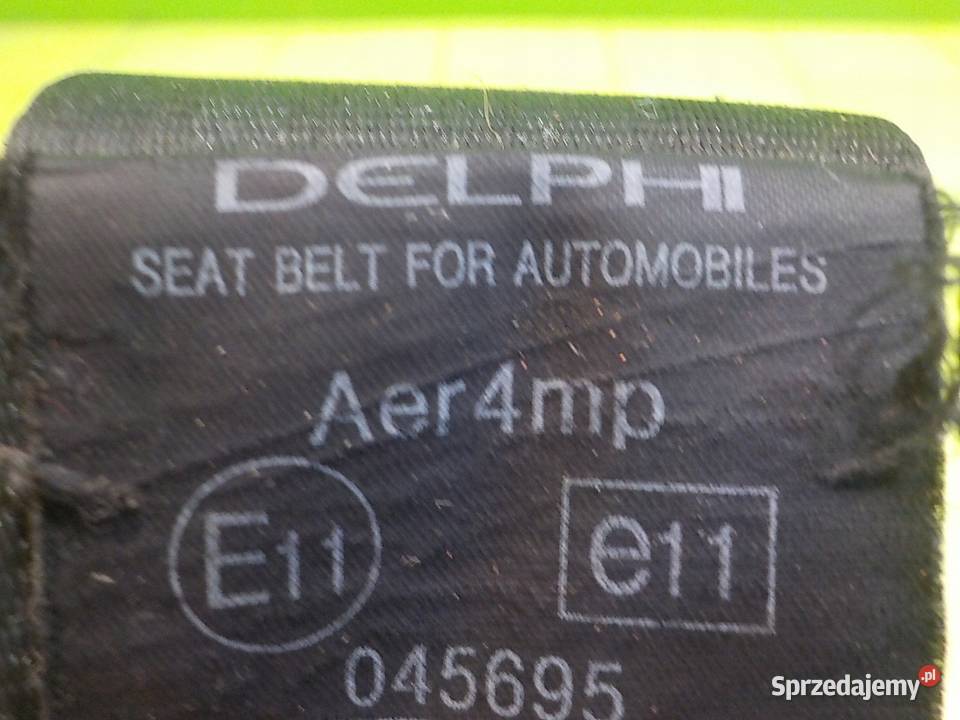 DELPHI
SEAT BELT FOR AUTOMOBILES
Aer4mp
E11 e11
045695
Sprzedajemy.pl